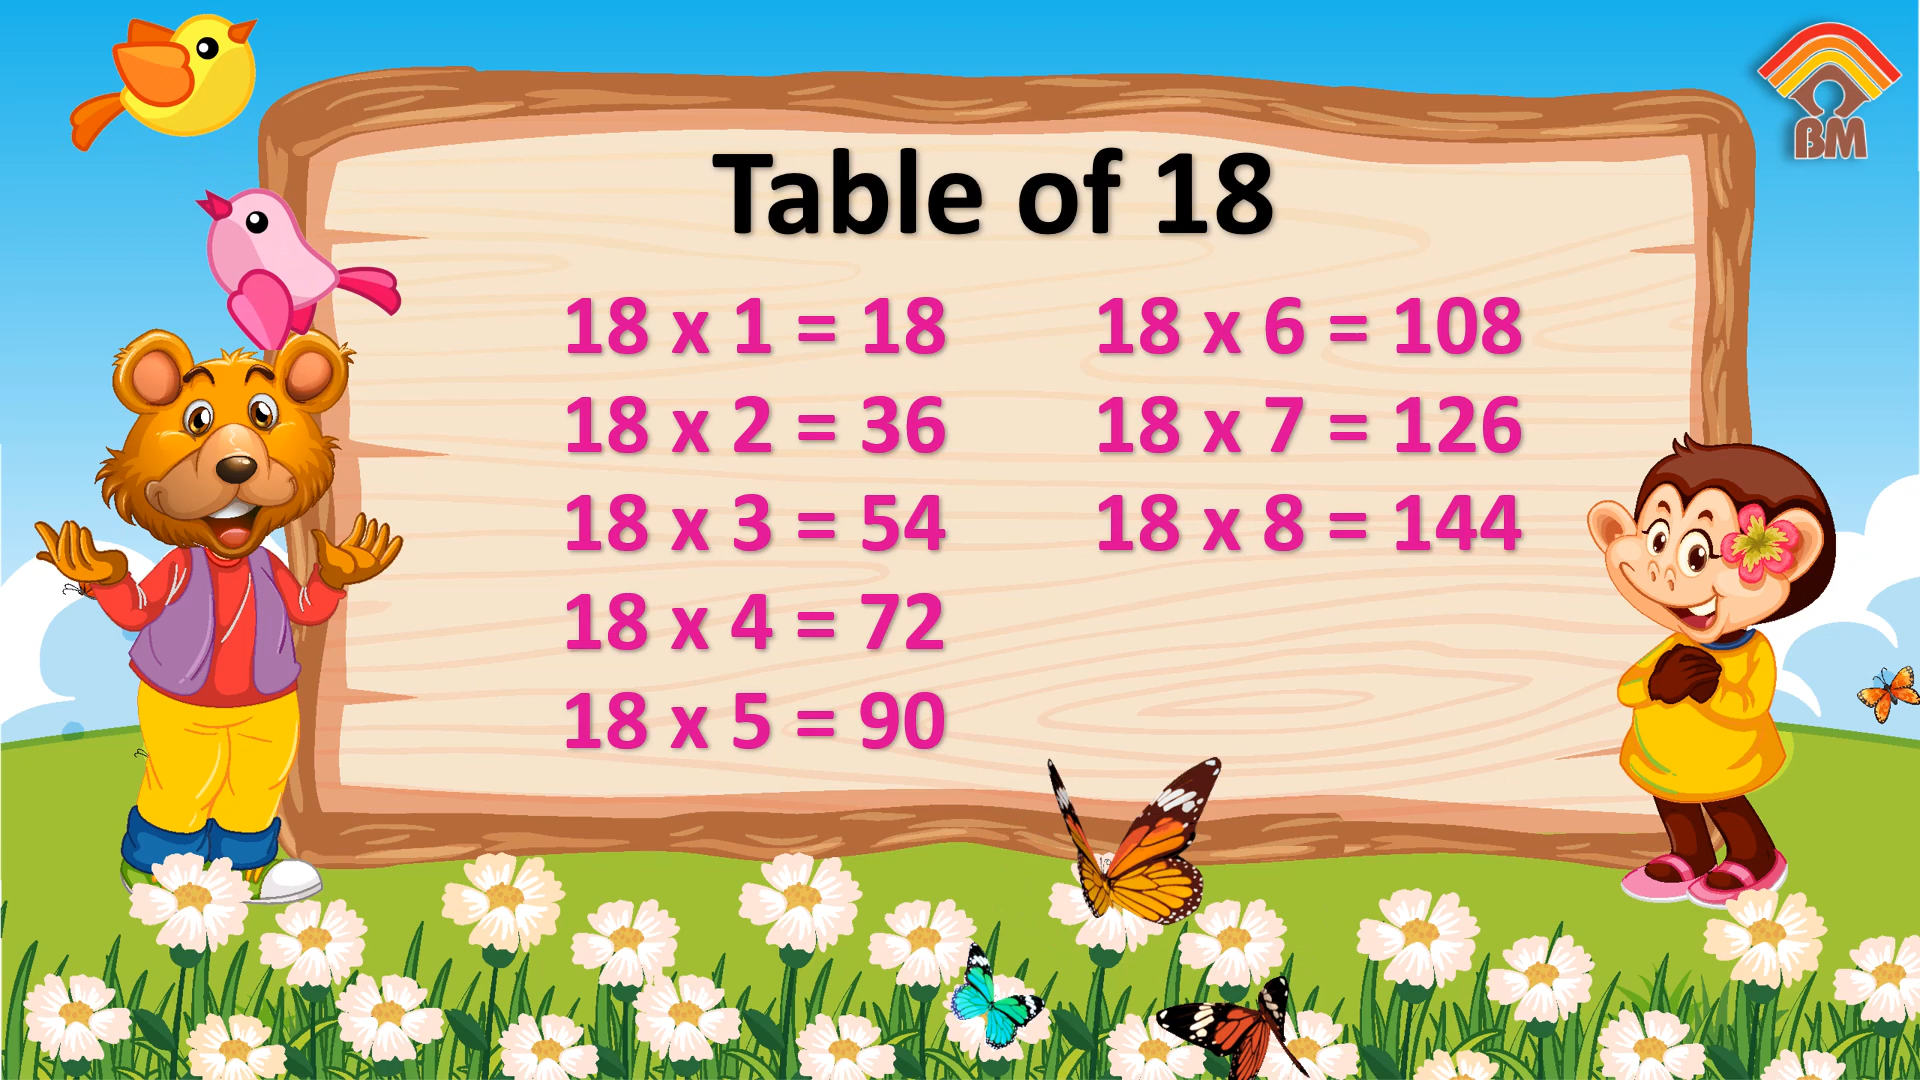 BM
Table of 18
18 x 1 = 18
18 x 2 = 36
18 x 3 = 54
18 x 4 = 72
18 x 5 = 90
18 x 6 = 108
18 x 7 = 126
18 x 8 = 144